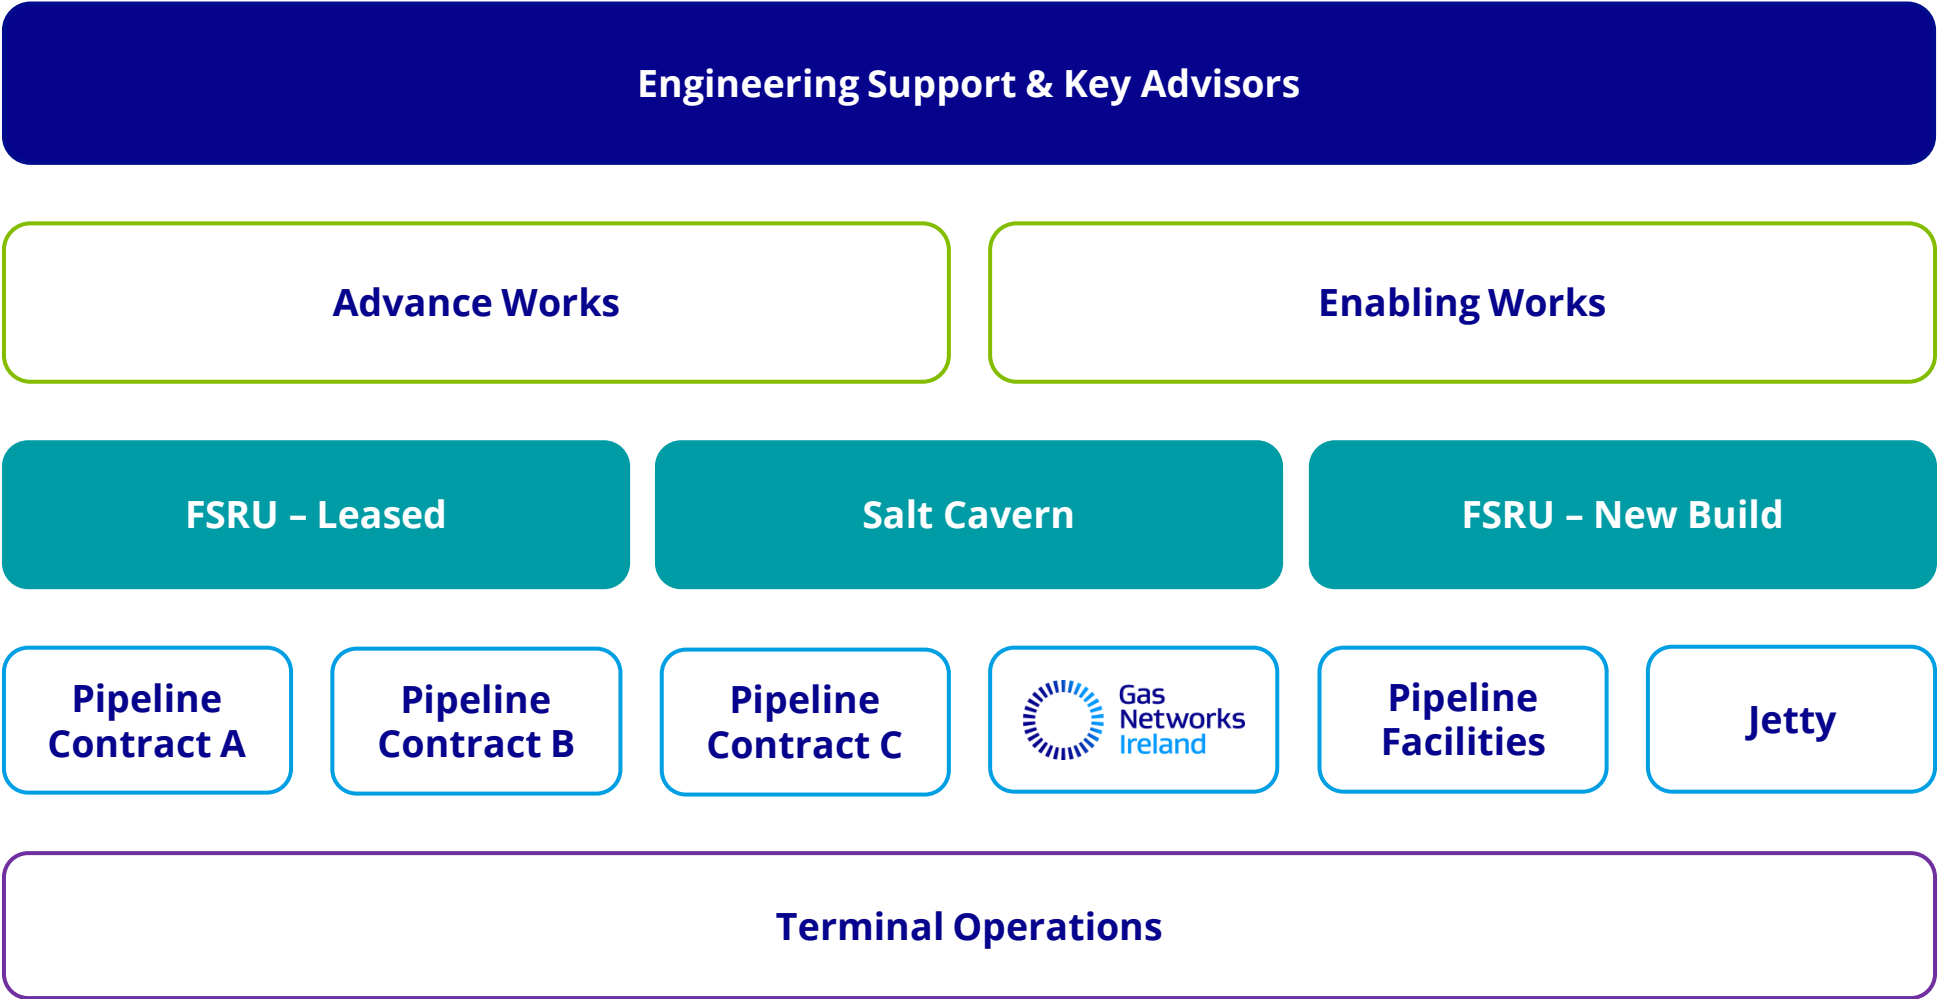 Engineering Support & Key Advisors
Advance Works
Enabling Works
FSRU – Leased
Salt Cavern
FSRU – New Build
Pipeline
Contract A
Pipeline
Contract B
Pipeline
Contract C
Gas
Networks
Ireland
Pipeline
Facilities
Jetty
Terminal Operations